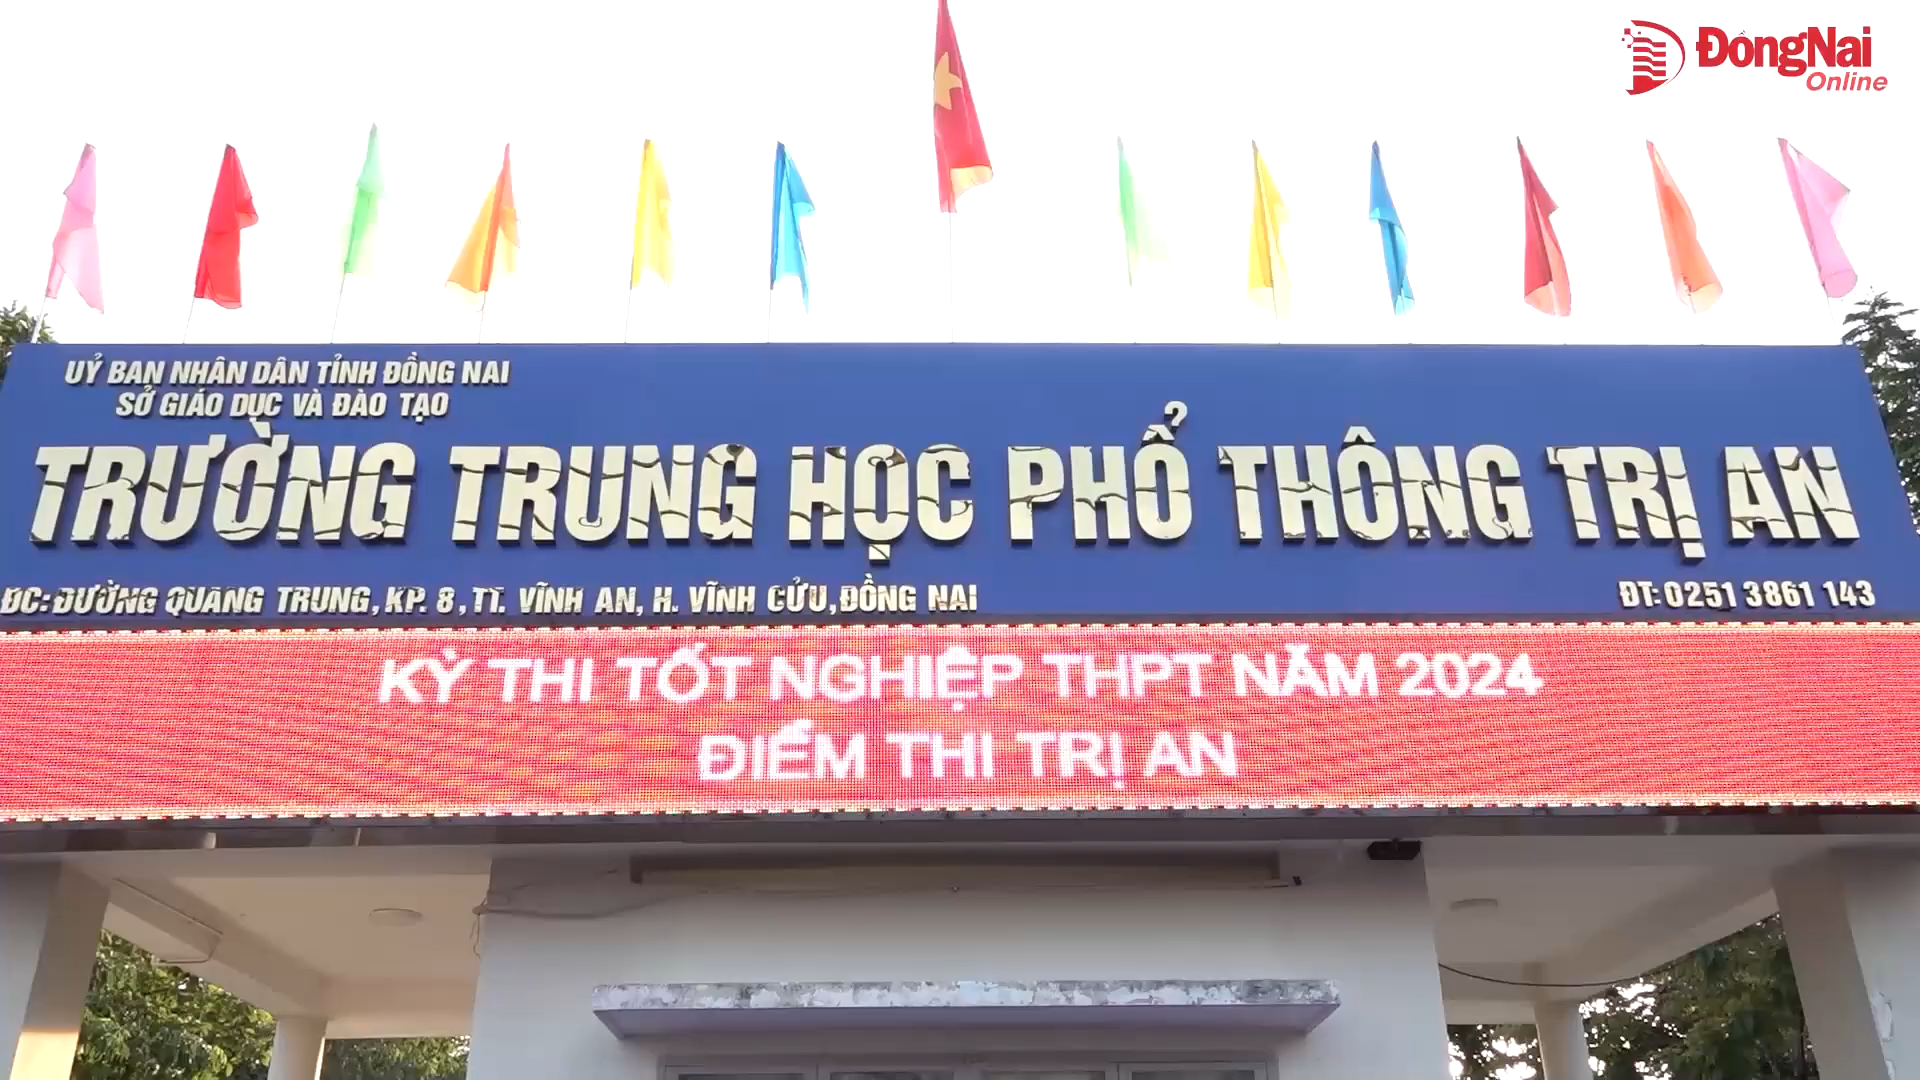 ĐồngNai
Online
UỶ BAN NHÂN DÂN TỈNH ĐỒNG NAI
SỞ GIÁO DỤC VÀ ĐÀO TẠO
TRƯỜNG TRUNG HỌC PHỔ THÔNG TRỊ AN
ĐC: ĐƯỜNG QUANG TRUNG, KP. 8, TT. VĨNH AN, H. VĨNH CỬU, ĐỒNG NAI
ĐT: 0251 3861 143
KỲ THI TỐT NGHIỆP THPT NĂM 2024
ĐIỂM THI TRỊ AN